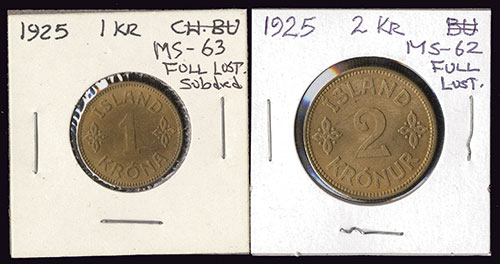 1925 1 KR CH. BU
MS-63
FULL LUST.
Subdued
ISLAND
1
KRÓNA
1925 2 KR BU
MS-62
FULL
LUST.
ISLAND
2
KRÓNUR